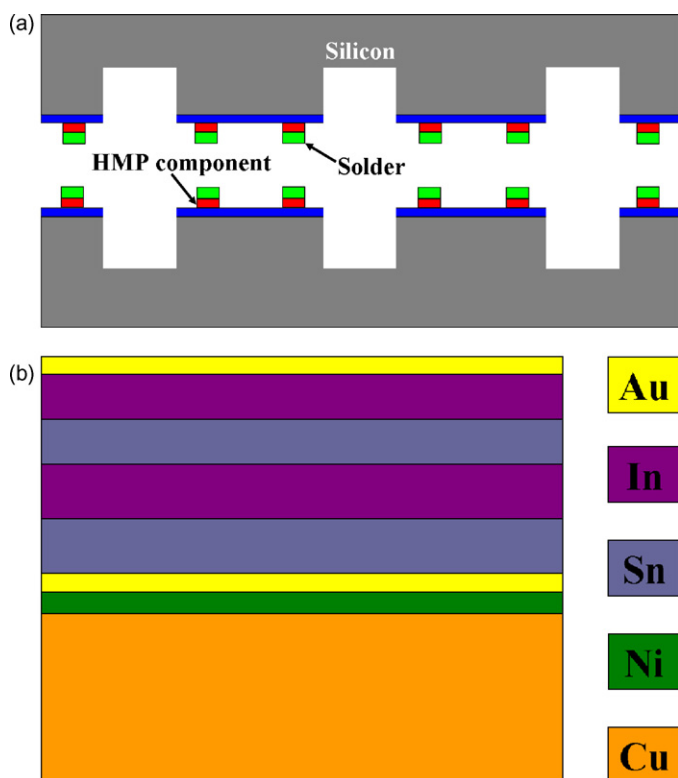 (a)
Silicon
HMP component
Solder
(b)
Au
In
Sn
Ni
Cu